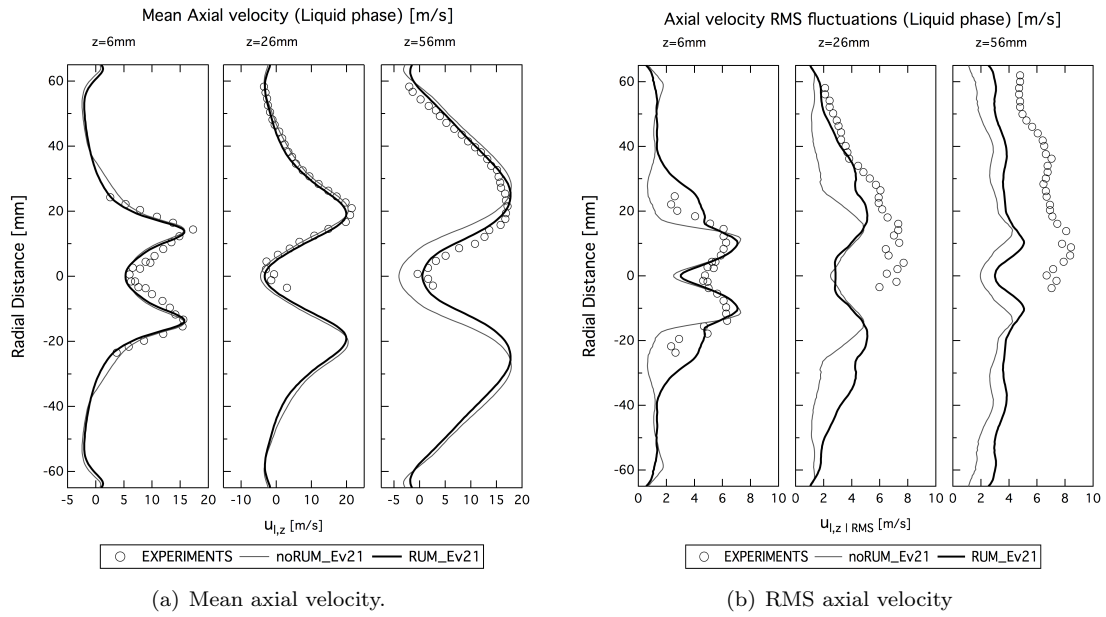 Mean Axial velocity (Liquid phase) [m/s]
z=6mm z=26mm z=56mm
60
40
20
0
-20
-40
-60
Radial Distance [mm]
-5 0 5 10 15 20
-10 0 10 20
-5 0 5 10 15 20
u_l,z [m/s]
EXPERIMENTS noRUM_Ev21 RUM_Ev21
(a) Mean axial velocity.
Axial velocity RMS fluctuations (Liquid phase) [m/s]
z=6mm z=26mm z=56mm
60
40
20
0
-20
-40
-60
Radial Distance [mm]
0 2 4 6 8 10
0 2 4 6 8 10
0 2 4 6 8 10
u_l,z | RMS [m/s]
EXPERIMENTS noRUM_Ev21 RUM_Ev21
(b) RMS axial velocity